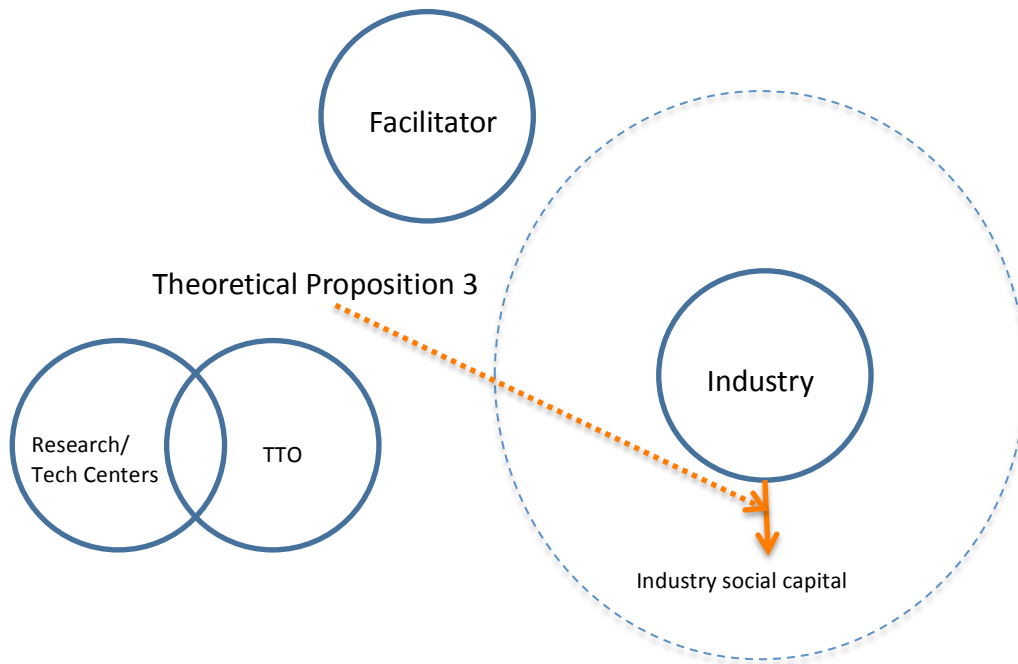 Facilitator
Theoretical Proposition 3
Industry
Research/
Tech Centers
TTO
Industry social capital